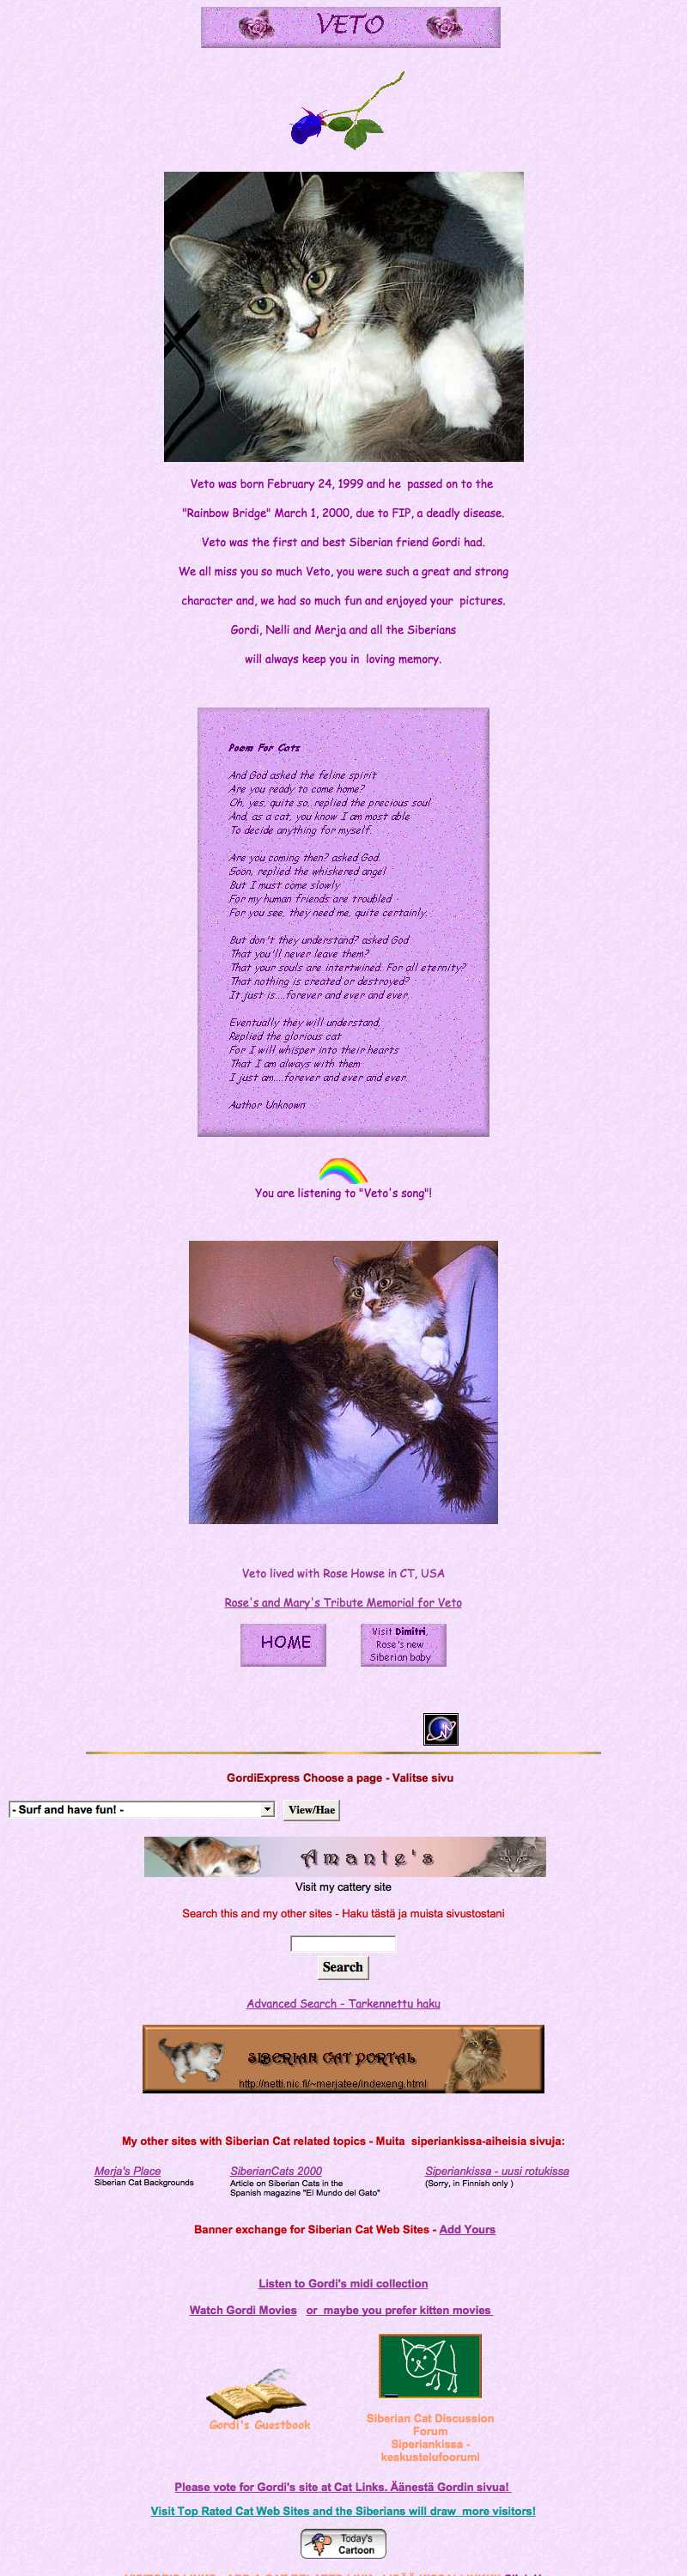 VETO
Veto was born February 24, 1999 and he  passed on to the
"Rainbow Bridge" March 1, 2000, due to FIP, a deadly disease.
Veto was the first and best Siberian friend Gordi had.
We all miss you so much Veto, you were such a great and strong
character and, we had so much fun and enjoyed your  pictures.
Gordi, Nelli and Merja and all the Siberians
will always keep you in  loving memory.
Poem For Cats
And God asked the feline spirit
Are you ready to come home?
Oh, yes, quite so, replied the precious soul
And, as a cat, you know I am most able
To decide anything for myself.
Are you coming then? asked God.
Soon, replied the whiskered angel
But I must come slowly
For my human friends are troubled
For you see, they need me, quite certainly.
But don't they understand? asked God
That you'll never leave them?
That your souls are intertwined. For all eternity?
That nothing is created or destroyed?
It just is....forever and ever and ever.
Eventually they will understand,
Replied the glorious cat
For I will whisper into their hearts
That I am always with them
I just am....forever and ever and ever.
Author Unknown
You are listening to "Veto's song"!
Veto lived with Rose Howse in CT, USA
Rose's and Mary's Tribute Memorial for Veto
HOME
Visit Dimitri,
Rose's new
Siberian baby
GordiExpress Choose a page - Valitse sivu
- Surf and have fun! -
View/Hae
Amante's
Visit my cattery site
Search this and my other sites - Haku tästä ja muista sivustostani
Search
Advanced Search - Tarkennettu haku
SIBERIAN CAT PORTAL
http://netti.nic.fi/~merjatee/indexeng.html
My other sites with Siberian Cat related topics - Muita  siperiankissa-aiheisia sivuja:
Merja's Place
Siberian Cat Backgrounds
SiberianCats 2000
Article on Siberian Cats in the
Spanish magazine "El Mundo del Gato"
Siperiankissa - uusi rotukissa
(Sorry, in Finnish only )
Banner exchange for Siberian Cat Web Sites - Add Yours
Listen to Gordi's midi collection
Watch Gordi Movies   or  maybe you prefer kitten movies
Gordi's Guestbook
Siberian Cat Discussion
Forum
Siperiankissa -
keskustelufoorumi
Please vote for Gordi's site at Cat Links. Äänestä Gordin sivua!
Visit Top Rated Cat Web Sites and the Siberians will draw  more visitors!
Today's
Cartoon